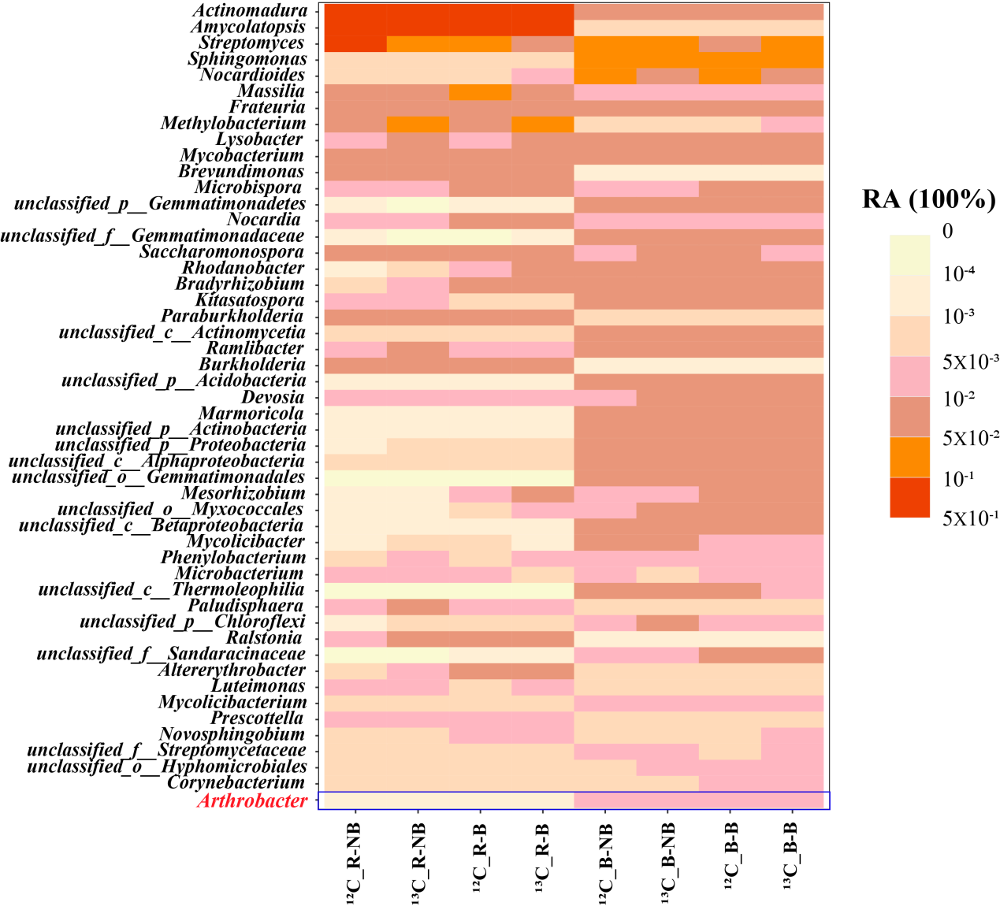 Actinomadura
Amycolatopsis
Streptomyces
Sphingomonas
Nocardioides
Massilia
Frateuria
Methylobacterium
Lysobacter
Mycobacterium
Brevundimonas
Microbispora
unclassified_p__Gemmatimonadetes
Nocardia
unclassified_f__Gemmatimonadaceae
Saccharomonospora
Rhodanobacter
Bradyrhizobium
Kitasatospora
Paraburkholderia
unclassified_c__Actinomycetia
Ramlibacter
Burkholderia
unclassified_p__Acidobacteria
Devosia
Marmoricola
unclassified_p__Actinobacteria
unclassified_p__Proteobacteria
unclassified_c__Alphaproteobacteria
unclassified_o__Gemmatimonadales
Mesorhizobium
unclassified_o__Myxococcales
unclassified_c__Betaproteobacteria
Mycolicibacter
Phenylobacterium
Microbacterium
unclassified_c__Thermoleophilia
Paludisphaera
unclassified_p__Chloroflexi
Ralstonia
unclassified_f__Sandaracinaceae
Altererythrobacter
Luteimonas
Mycolicibacterium
Prescottella
Novosphingobium
unclassified_f__Streptomycetaceae
unclassified_o__Hyphomicrobiales
Corynebacterium
Arthrobacter
¹²C_R-NB
¹³C_R-NB
¹²C_R-B
¹³C_R-B
¹²C_B-NB
¹³C_B-NB
¹²C_B-B
¹³C_B-B
RA (100%)
0
10⁻⁴
10⁻³
5X10⁻³
10⁻²
5X10⁻²
10⁻¹
5X10⁻¹